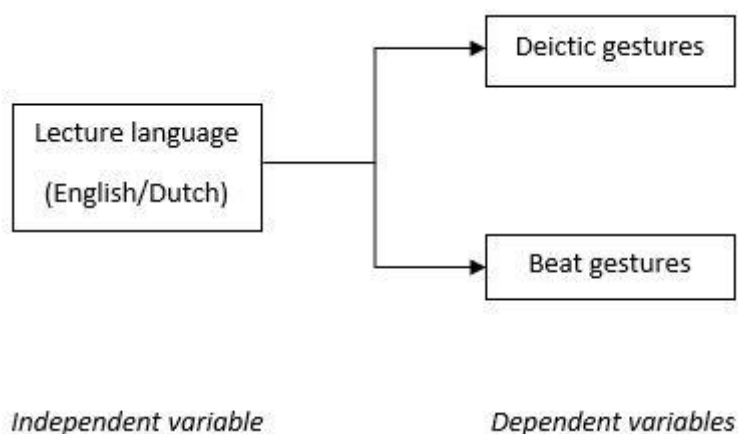 Deictic gestures
Lecture language
(English/Dutch)
Beat gestures
Independent variable
Dependent variables